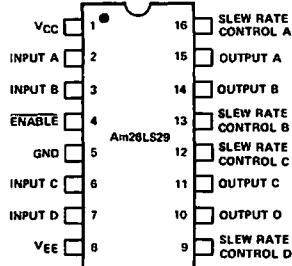 VCC 1 16 SLEW RATE CONTROL A
INPUT A 2 15 OUTPUT A
INPUT B 3 14 OUTPUT B
ENABLE 4 13 SLEW RATE CONTROL B
Am26LS29
GND 5 12 SLEW RATE CONTROL C
INPUT C 6 11 OUTPUT C
INPUT D 7 10 OUTPUT D
VEE 8 9 SLEW RATE CONTROL D